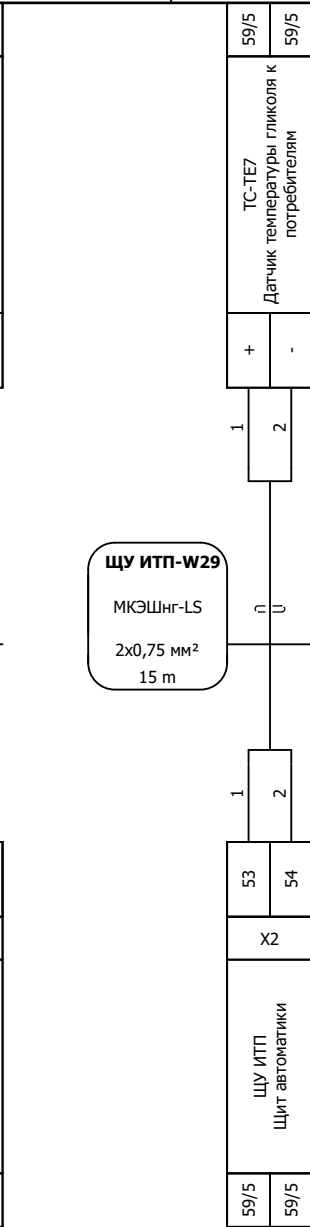 59/5
59/5
TC-TE7
Датчик температуры гликоля к
потребителям
+
-
1
2
ЩУ ИТП-W29
МКЭШнг-LS
2x0,75 мм²
15 m
1
2
53
54
X2
ЩУ ИТП
Щит автоматики
59/5
59/5